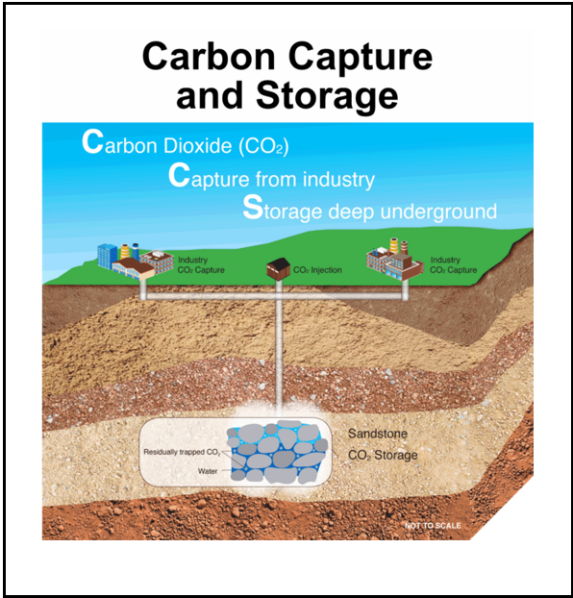 Carbon Capture
and Storage
Carbon Dioxide (CO₂)
Capture from industry
Storage deep underground
Industry
CO₂ Capture
CO₂ Injection
Industry
CO₂ Capture
Sandstone
CO₂ Storage
Residually trapped CO₂
Water
NOT TO SCALE